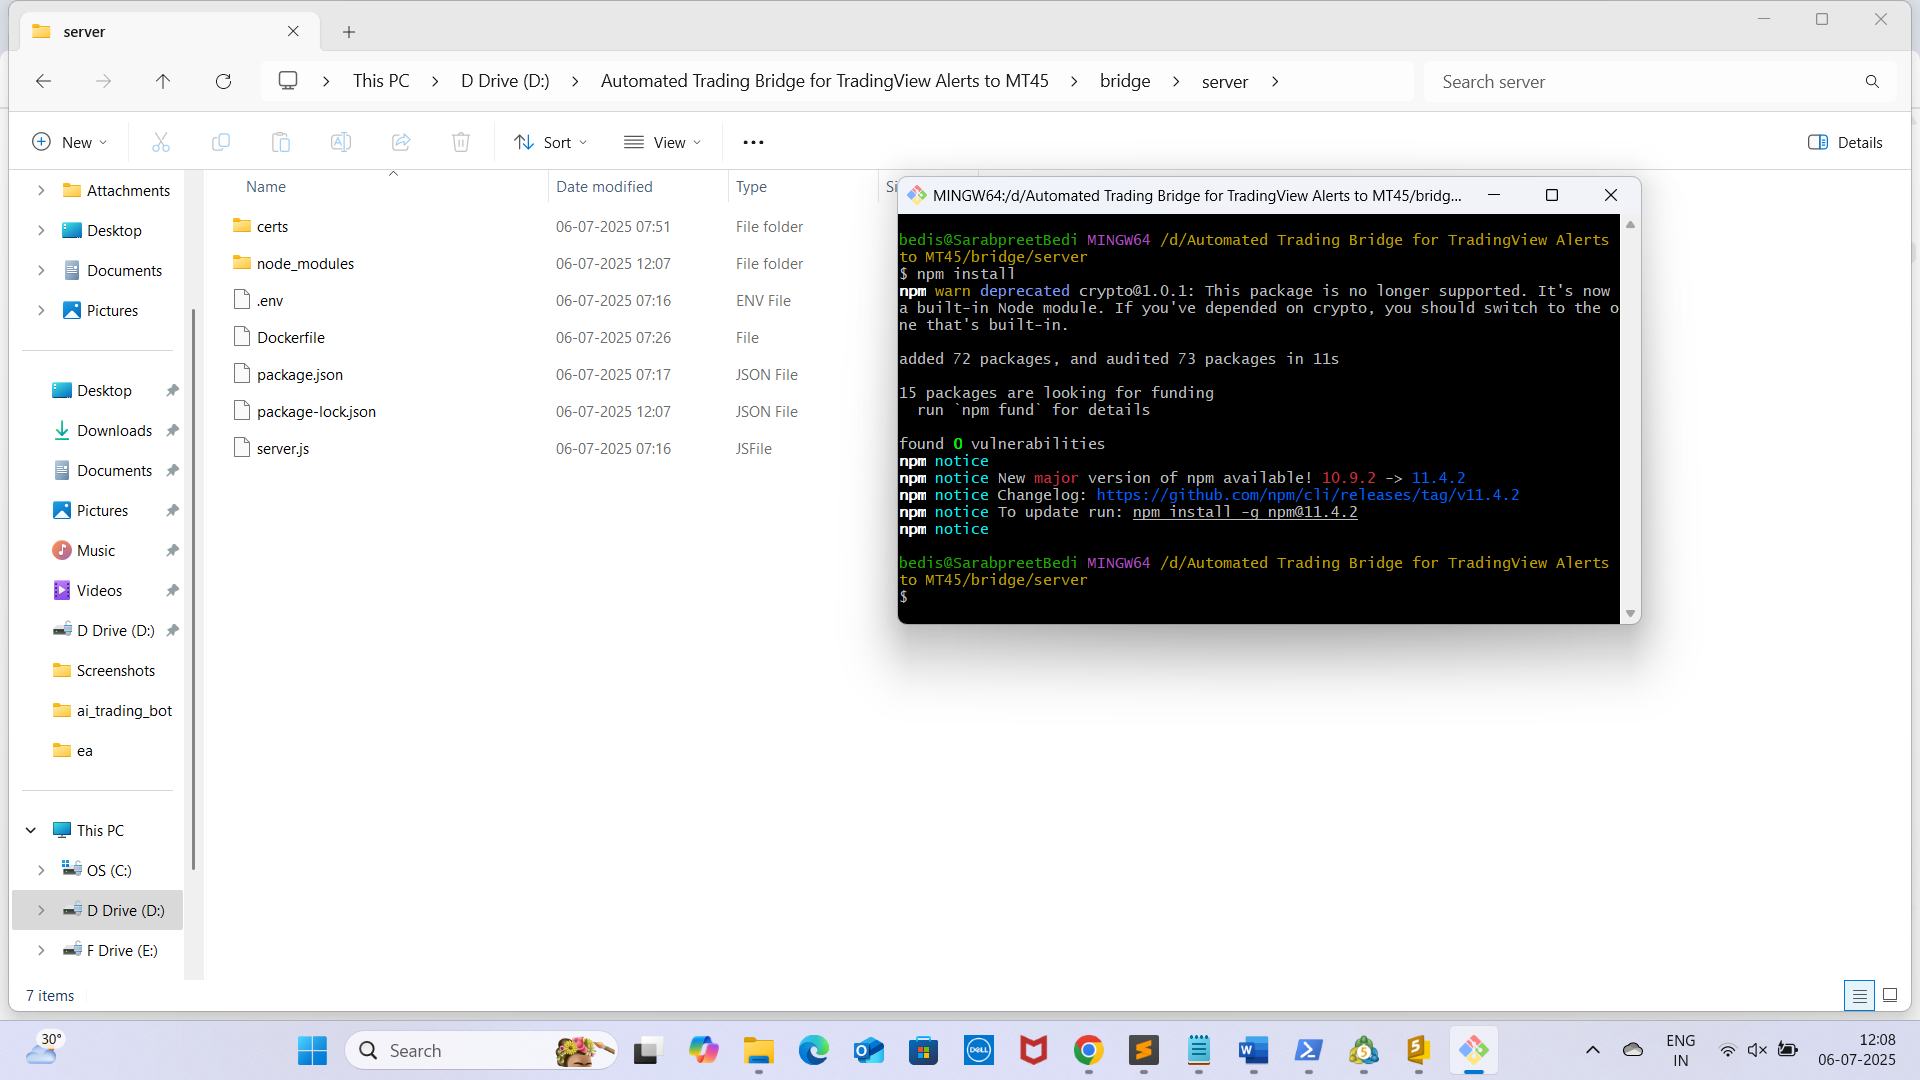 server
This PC
D Drive (D:)
Automated Trading Bridge for TradingView Alerts to MT45
bridge
server
Search server
New
Sort
View
Details
Attachments
Desktop
Documents
Pictures
Desktop
Downloads
Documents
Pictures
Music
Videos
D Drive (D:)
Screenshots
ai_trading_bot
ea
This PC
OS (C:)
D Drive (D:)
F Drive (E:)
Name Date modified Type Si
certs 06-07-2025 07:51 File folder
node_modules 06-07-2025 12:07 File folder
.env 06-07-2025 07:16 ENV File
Dockerfile 06-07-2025 07:26 File
package.json 06-07-2025 07:17 JSON File
package-lock.json 06-07-2025 12:07 JSON File
server.js 06-07-2025 07:16 JSFile
MINGW64:/d/Automated Trading Bridge for TradingView Alerts to MT45/bridg...
bedis@SarabpreetBedi MINGW64 /d/Automated Trading Bridge for TradingView Alerts
to MT45/bridge/server
$ npm install
npm warn deprecated crypto@1.0.1: This package is no longer supported. It's now
a built-in Node module. If you've depended on crypto, you should switch to the o
ne that's built-in.
added 72 packages, and audited 73 packages in 11s
15 packages are looking for funding
run `npm fund` for details
found 0 vulnerabilities
npm notice
npm notice New major version of npm available! 10.9.2 -> 11.4.2
npm notice Changelog: https://github.com/npm/cli/releases/tag/v11.4.2
npm notice To update run: npm install -g npm@11.4.2
npm notice
bedis@SarabpreetBedi MINGW64 /d/Automated Trading Bridge for TradingView Alerts
to MT45/bridge/server
$
7 items
30°
Search
DELL
ENG
IN
12:08
06-07-2025